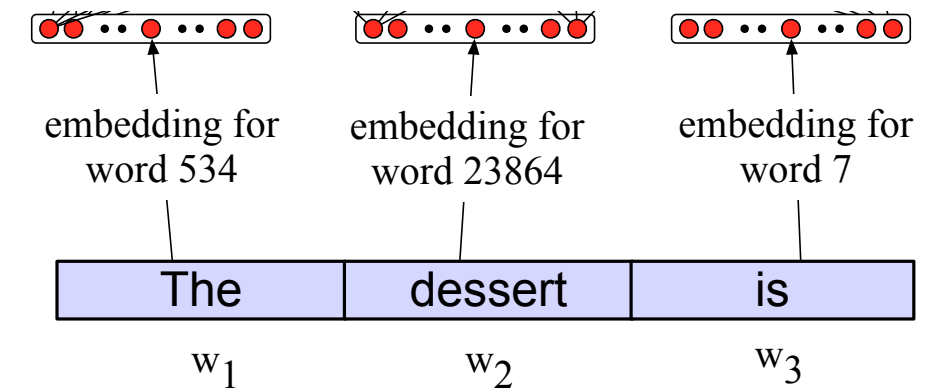 embedding for embedding for embedding for
word 534 word 23864 word 7
The dessert is
w1 w2 w3